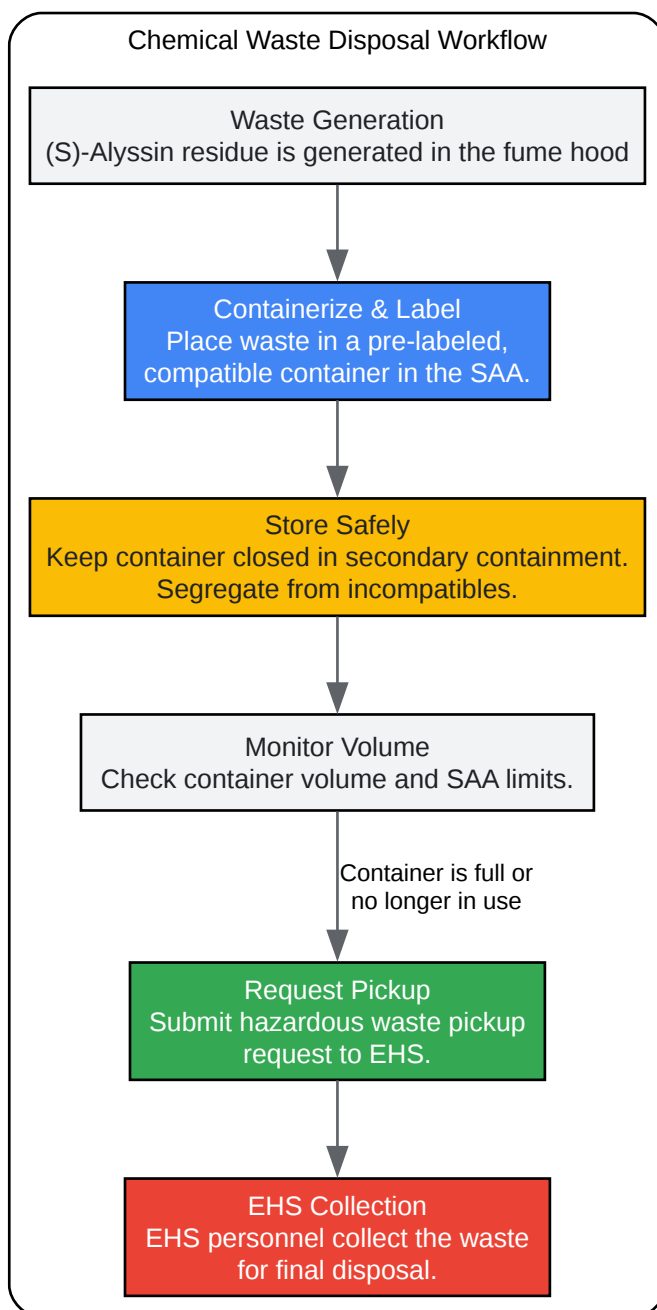 Chemical Waste Disposal Workflow
Waste Generation
(S)-Alyssin residue is generated in the fume hood
Containerize & Label
Place waste in a pre-labeled,
compatible container in the SAA.
Store Safely
Keep container closed in secondary containment.
Segregate from incompatibles.
Monitor Volume
Check container volume and SAA limits.
Container is full or
no longer in use
Request Pickup
Submit hazardous waste pickup
request to EHS.
EHS Collection
EHS personnel collect the waste
for final disposal.